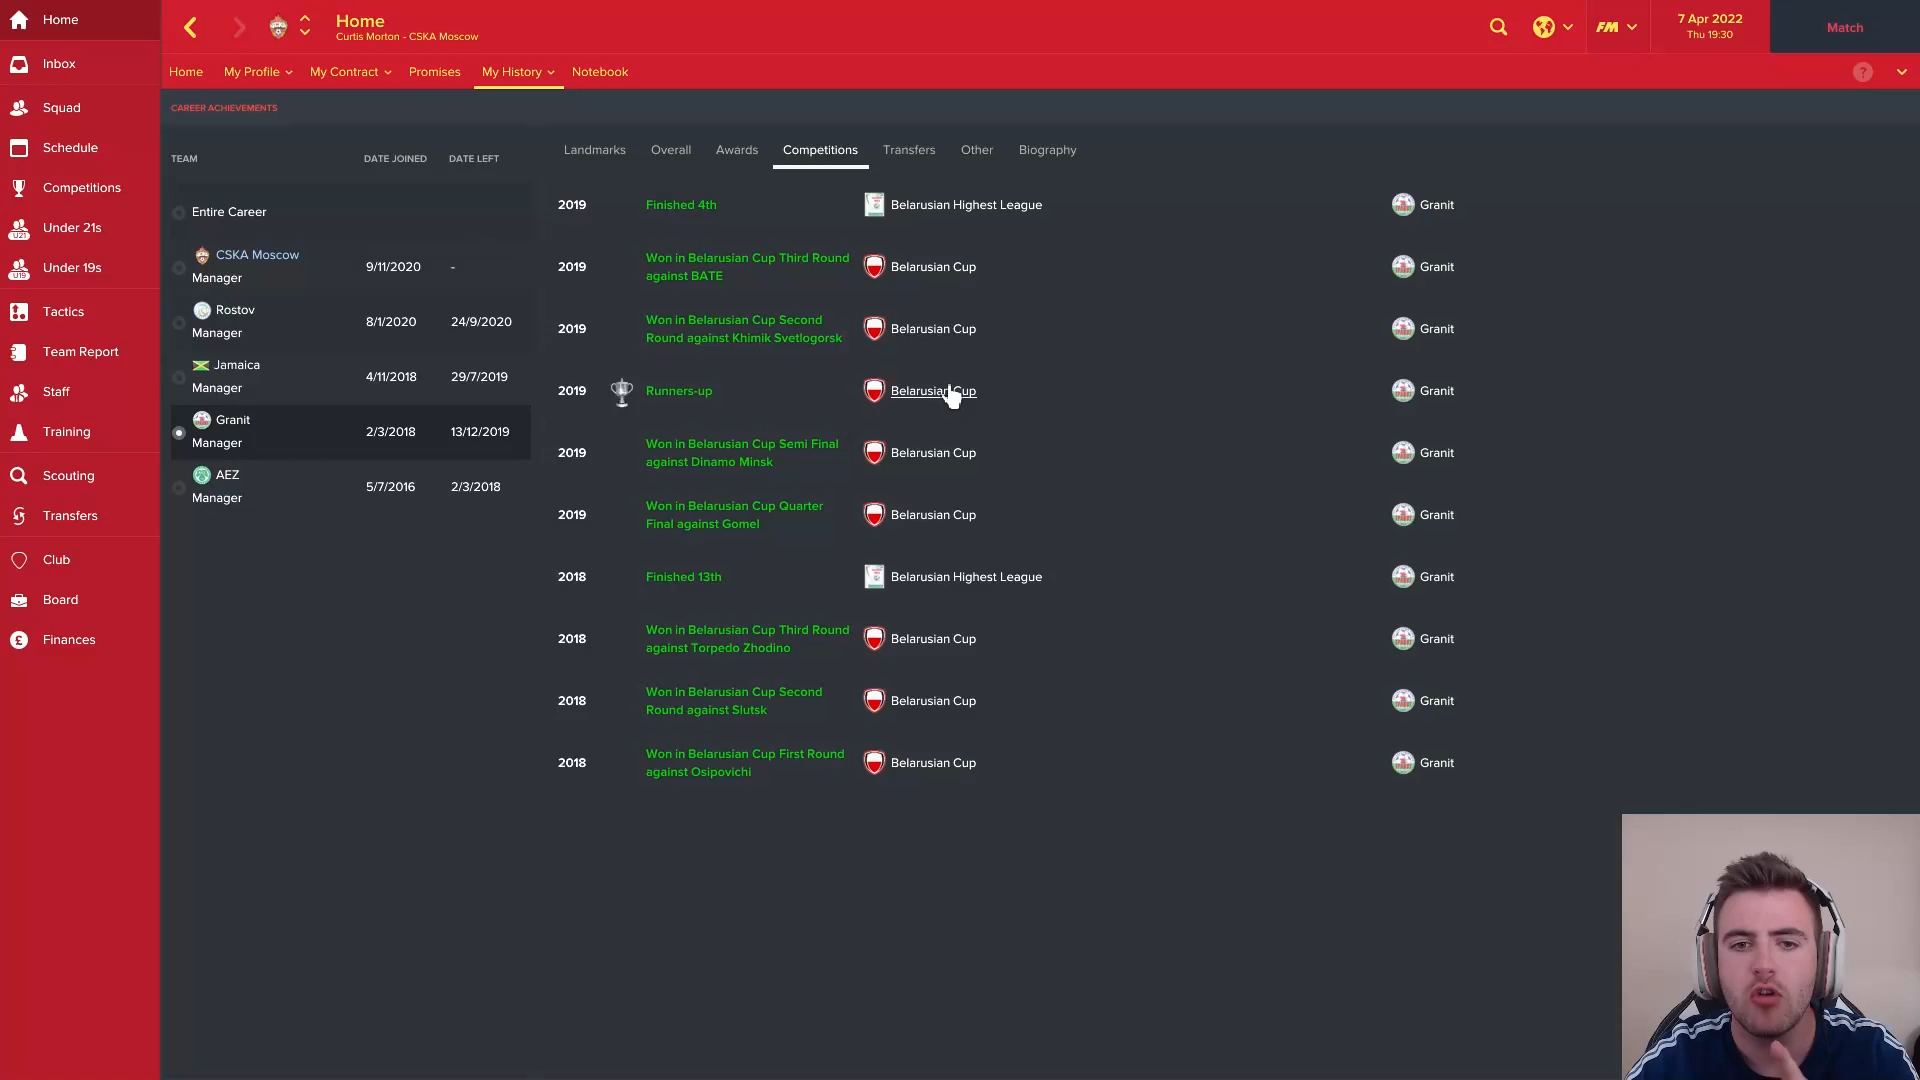 Home
Inbox
Squad
Schedule
Competitions
Under 21s
Under 19s
Tactics
Team Report
Staff
Training
Scouting
Transfers
Club
Board
Finances
Home
Curtis Morton - CSKA Moscow
FM
7 Apr 2022
Thu 19:30
Match
Home
My Profile
My Contract
Promises
My History
Notebook
?
CAREER ACHIEVEMENTS
TEAM DATE JOINED DATE LEFT
Entire Career
CSKA Moscow
Manager
9/11/2020 -
Rostov
Manager
8/1/2020 24/9/2020
Jamaica
Manager
4/11/2018 29/7/2019
Granit
Manager
2/3/2018 13/12/2019
AEZ
Manager
5/7/2016 2/3/2018
Landmarks Overall Awards Competitions Transfers Other Biography
2019 Finished 4th Belarusian Highest League Granit
2019 Won in Belarusian Cup Third Round
against BATE Belarusian Cup Granit
2019 Won in Belarusian Cup Second
Round against Khimik Svetlogorsk Belarusian Cup Granit
2019 Runners-up Belarusian Cup Granit
2019 Won in Belarusian Cup Semi Final
against Dinamo Minsk Belarusian Cup Granit
2019 Won in Belarusian Cup Quarter
Final against Gomel Belarusian Cup Granit
2018 Finished 13th Belarusian Highest League Granit
2018 Won in Belarusian Cup Third Round
against Torpedo Zhodino Belarusian Cup Granit
2018 Won in Belarusian Cup Second
Round against Slutsk Belarusian Cup Granit
2018 Won in Belarusian Cup First Round
against Osipovichi Belarusian Cup Granit